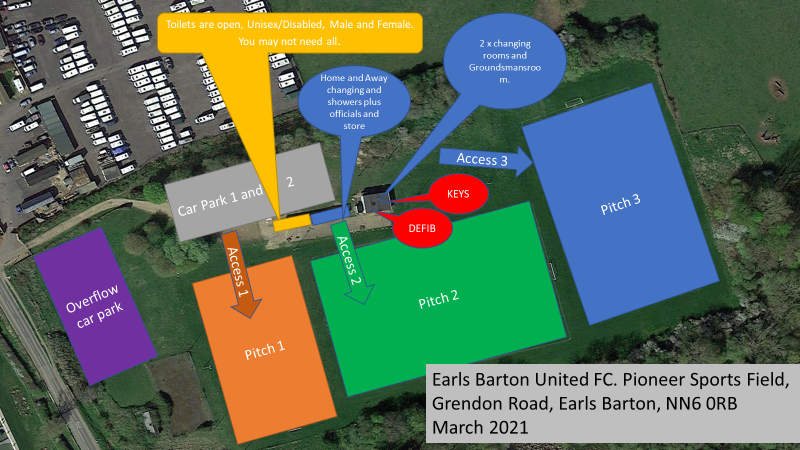 Toilets are open, Unisex/Disabled, Male and Female.
You may not need all.
Home and Away
changing and
showers plus
officials and
store
2 x changing
rooms and
Groundsmansroo
m.
Access 3
Car Park 1 and 2
KEYS
DEFIB
Pitch 3
Access 1
Access 2
Overflow
car park
Pitch 2
Pitch 1
Earls Barton United FC. Pioneer Sports Field,
Grendon Road, Earls Barton, NN6 0RB
March 2021